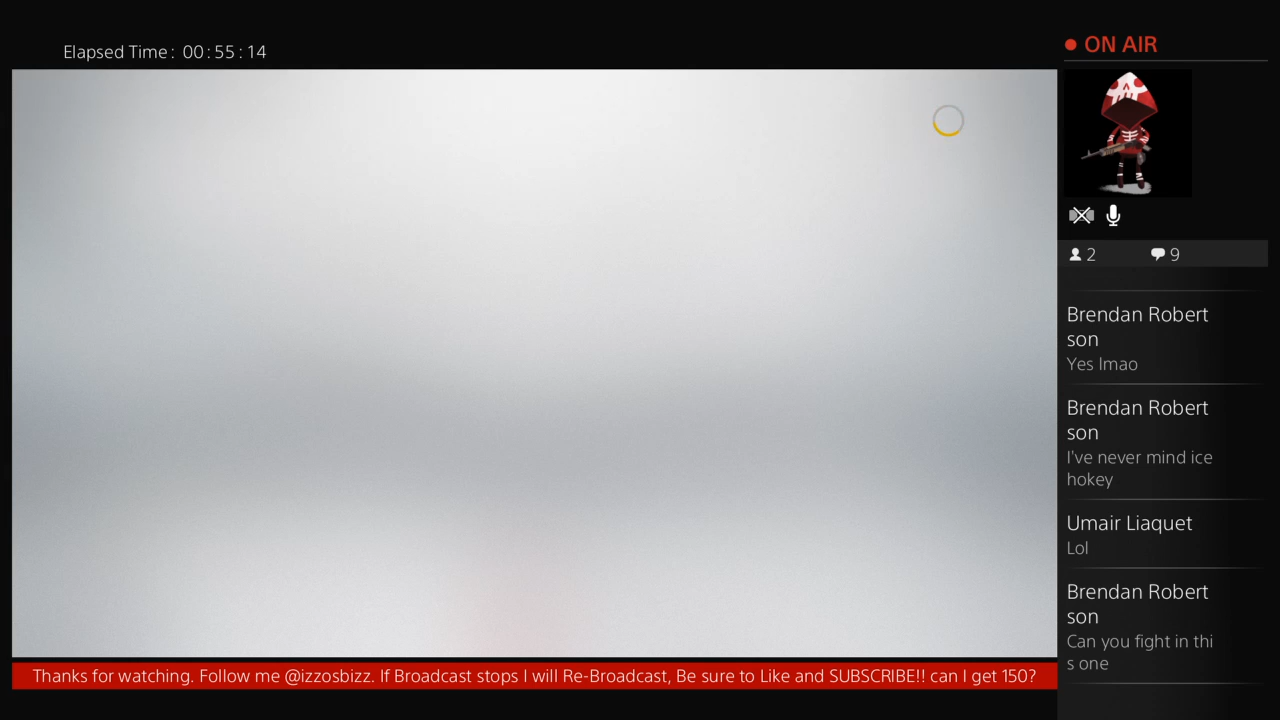 Elapsed Time: 00:55:14
ON AIR
2 9
Brendan Robert
son
Yes lmao
Brendan Robert
son
I've never mind ice
hokey
Umair Liaquet
Lol
Brendan Robert
son
Can you fight in thi
s one
Thanks for watching. Follow me @izzosbizz. If Broadcast stops I will Re-Broadcast, Be sure to Like and SUBSCRIBE!! can I get 150?